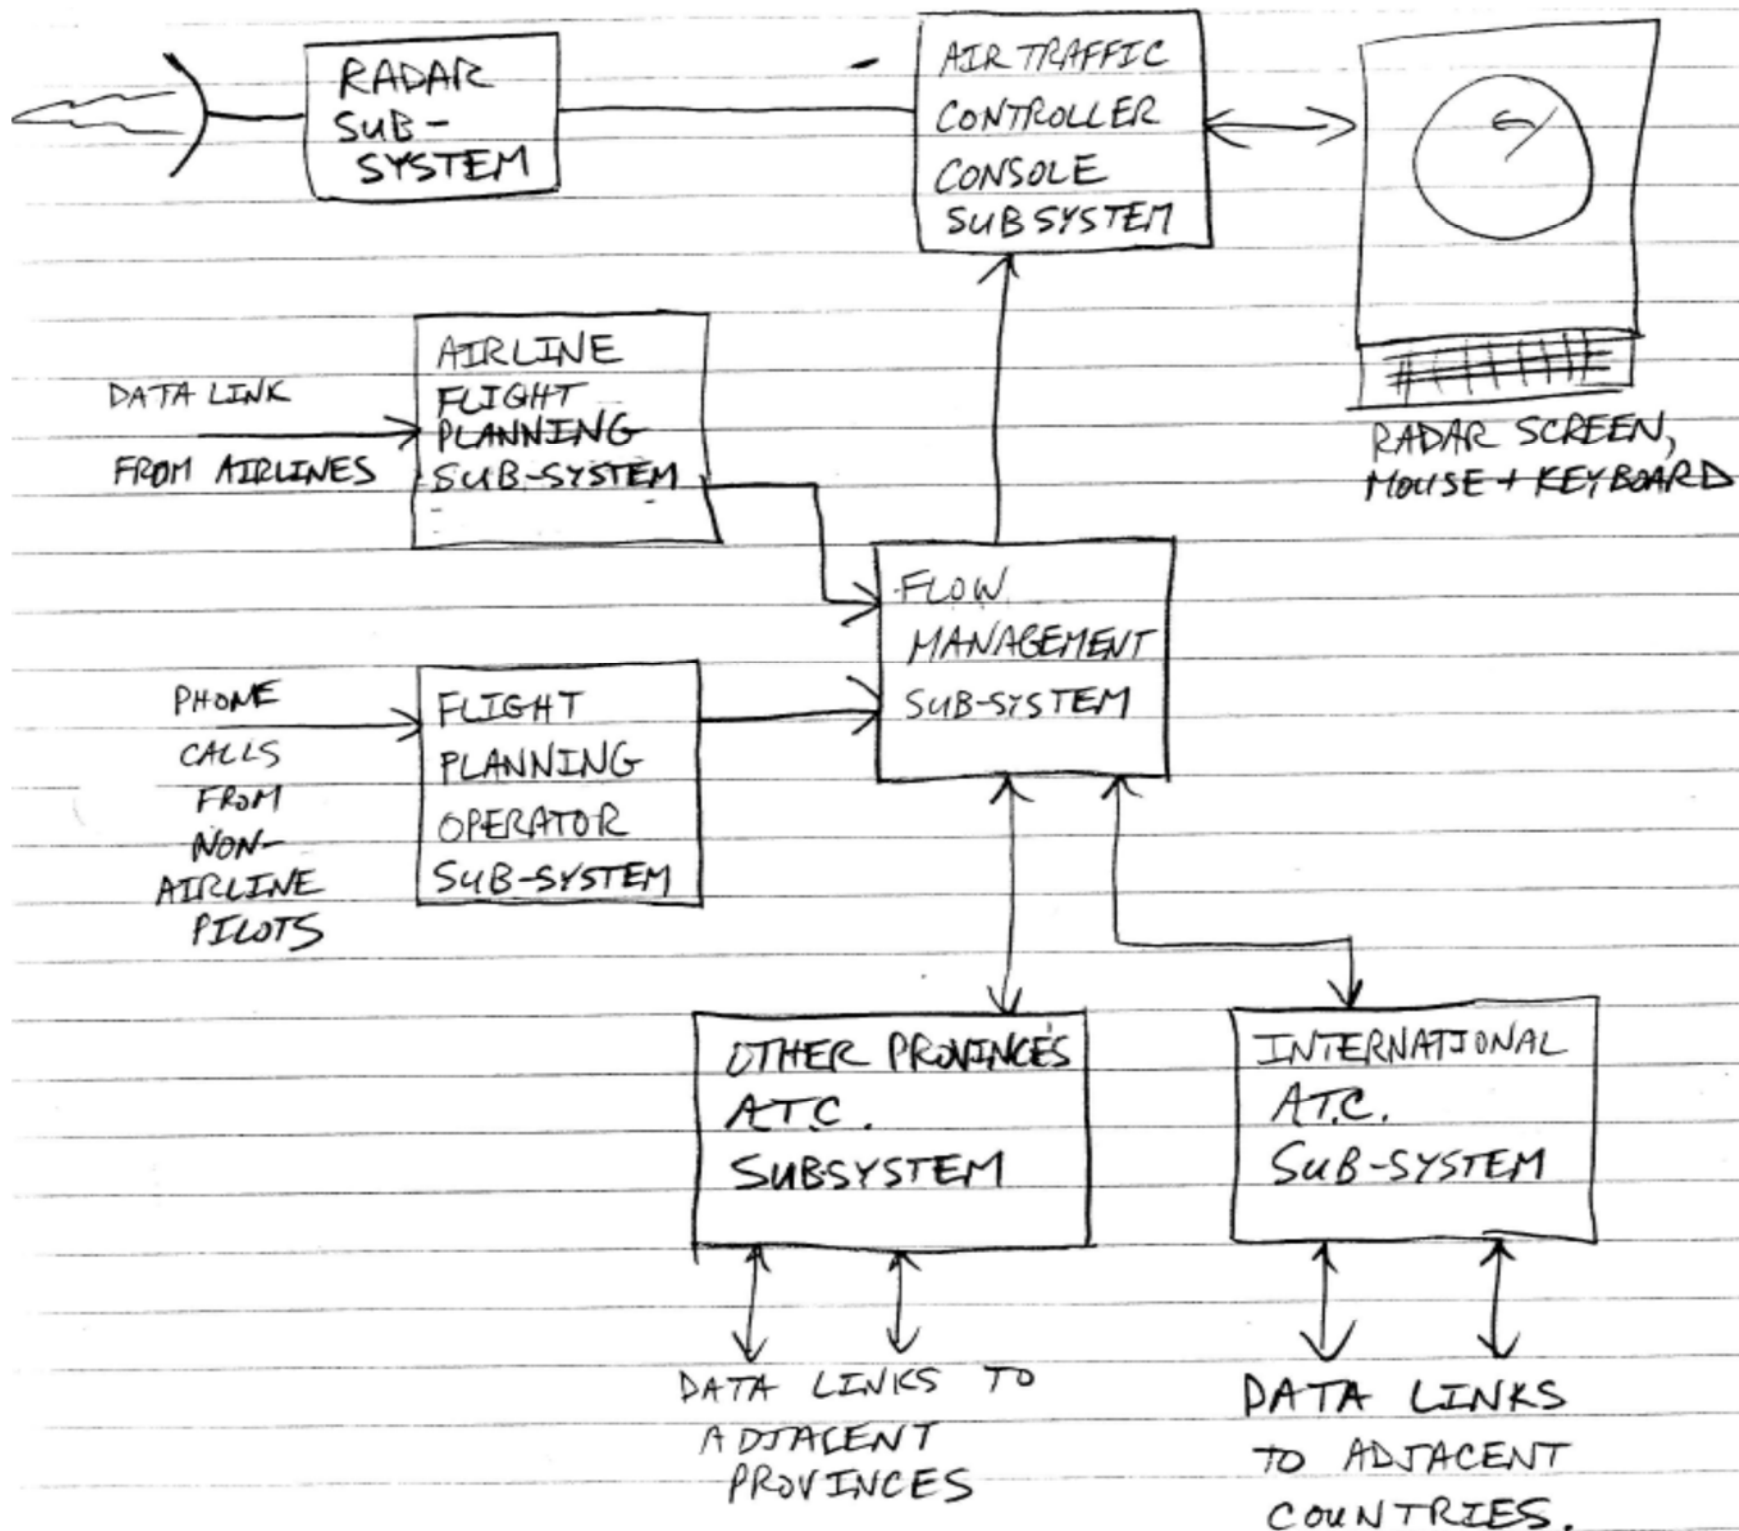 RADAR
SUB-
SYSTEM
AIR TRAFFIC
CONTROLLER
CONSOLE
SUBSYSTEM
RADAR SCREEN,
MOUSE + KEYBOARD
DATA LINK
FROM AIRLINES
AIRLINE
FLIGHT
PLANNING
SUB-SYSTEM
FLOW
MANAGEMENT
SUB-SYSTEM
PHONE
CALLS
FROM
NON-
AIRLINE
PILOTS
FLIGHT
PLANNING
OPERATOR
SUB-SYSTEM
OTHER PROVINCE'S
A.T.C.
SUBSYSTEM
INTERNATIONAL
A.T.C.
SUB-SYSTEM
DATA LINKS TO
ADJACENT
PROVINCES
DATA LINKS
TO ADJACENT
COUNTRIES.